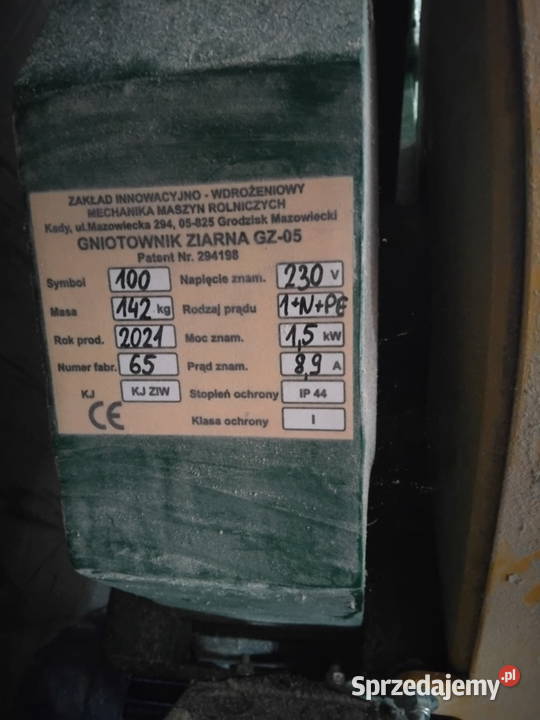 ZAKŁAD INNOWACYJNO - WDROŻENIOWY
MECHANIKA MASZYN ROLNICZYCH
Kady, ul.Mazowiecka 294, 05-825 Grodzisk Mazowiecki
GNIOTOWNIK ZIARNA GZ-05
Patent Nr. 294198
Symbol 100 Napięcie znam. 230 V
Masa 142 kg Rodzaj prądu 1+N+PE
Rok prod. 2021 Moc znam. 1,5 kW
Numer fabr. 65 Prąd znam. 8,9 A
KJ KJ ZIW Stopień ochrony IP 44
CE Klasa ochrony I
Sprzedajemy.pl